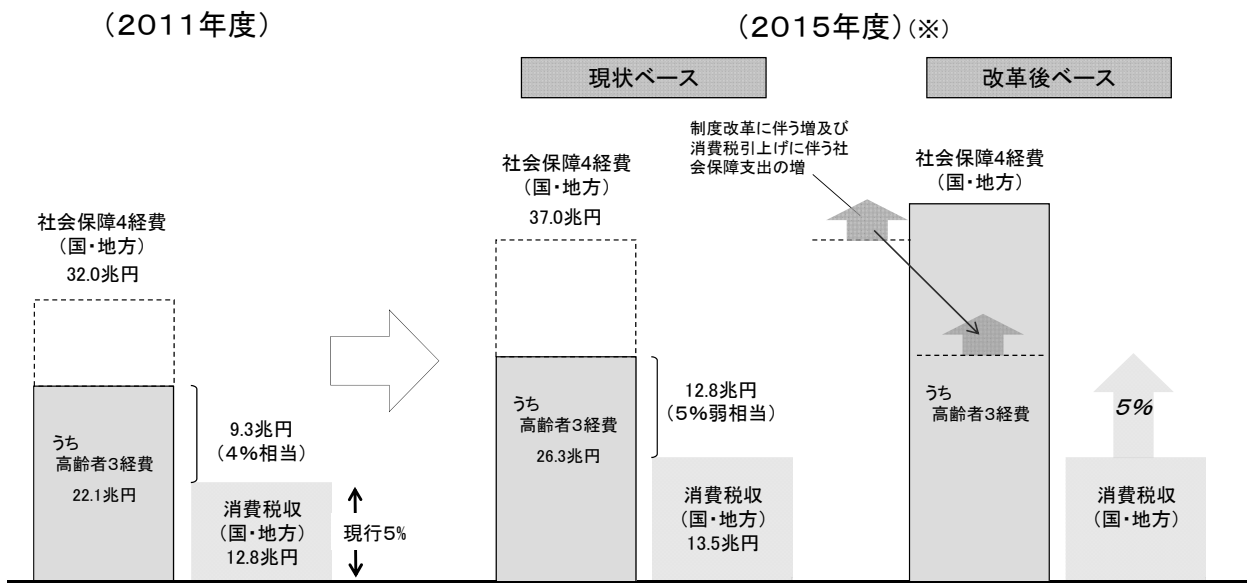 （２０１１年度）
社会保障４経費
（国・地方）
32.0兆円
うち
高齢者３経費
22.1兆円
9.3兆円
（４％相当）
消費税収
（国・地方）
12.8兆円
現行５％
（２０１５年度）（※）
現状ベース
社会保障４経費
（国・地方）
37.0兆円
うち
高齢者３経費
26.3兆円
12.8兆円
（５％弱相当）
消費税収
（国・地方）
13.5兆円
制度改革に伴う増及び
消費税引上げに伴う社
会保障支出の増
改革後ベース
社会保障４経費
（国・地方）
うち
高齢者３経費
５％
消費税収
（国・地方）